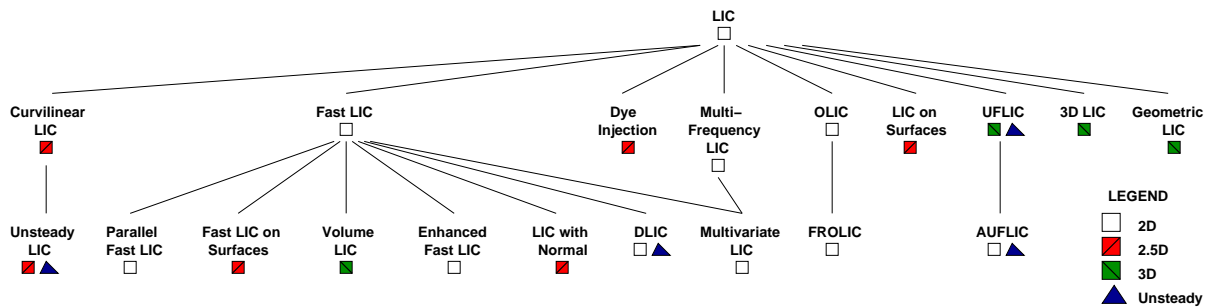 LIC
Curvilinear
LIC
Fast LIC
Dye
Injection
Multi-
Frequency
LIC
OLIC
LIC on
Surfaces
UFLIC
3D LIC
Geometric
LIC
Unsteady
LIC
Parallel
Fast LIC
Fast LIC on
Surfaces
Volume
LIC
Enhanced
Fast LIC
LIC with
Normal
DLIC
Multivariate
LIC
FROLIC
AUFLIC
LEGEND
2D
2.5D
3D
Unsteady